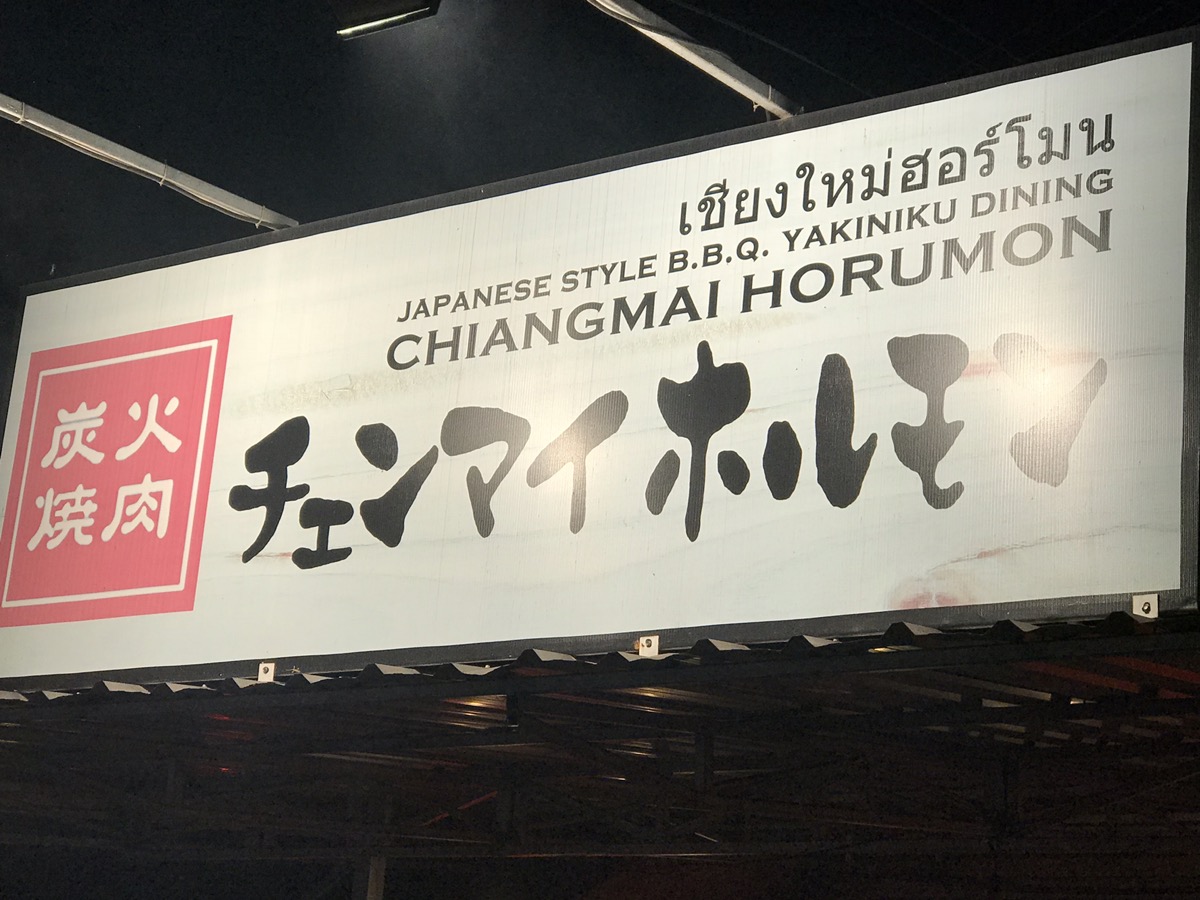 เชียงใหม่ฮอร์โมน
JAPANESE STYLE B.B.Q. YAKINIKU DINING
CHIANGMAI HORUMON
炭火
焼肉
チェンマイホルモン